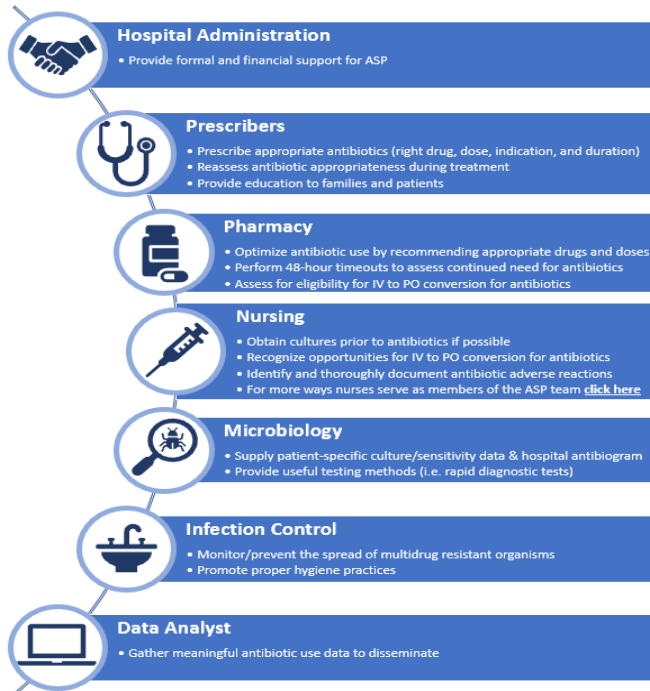 Hospital Administration
• Provide formal and financial support for ASP
Prescribers
• Prescribe appropriate antibiotics (right drug, dose, indication, and duration)
• Reassess antibiotic appropriateness during treatment
• Provide education to families and patients
Pharmacy
• Optimize antibiotic use by recommending appropriate drugs and doses
• Perform 48-hour timeouts to assess continued need for antibiotics
• Assess for eligibility for IV to PO conversion for antibiotics
Nursing
• Obtain cultures prior to antibiotics if possible
• Recognize opportunities for IV to PO conversion for antibiotics
• Identify and thoroughly document antibiotic adverse reactions
• For more ways nurses serve as members of the ASP team click here
Microbiology
• Supply patient-specific culture/sensitivity data & hospital antibiogram
• Provide useful testing methods (i.e. rapid diagnostic tests)
Infection Control
• Monitor/prevent the spread of multidrug resistant organisms
• Promote proper hygiene practices
Data Analyst
• Gather meaningful antibiotic use data to disseminate